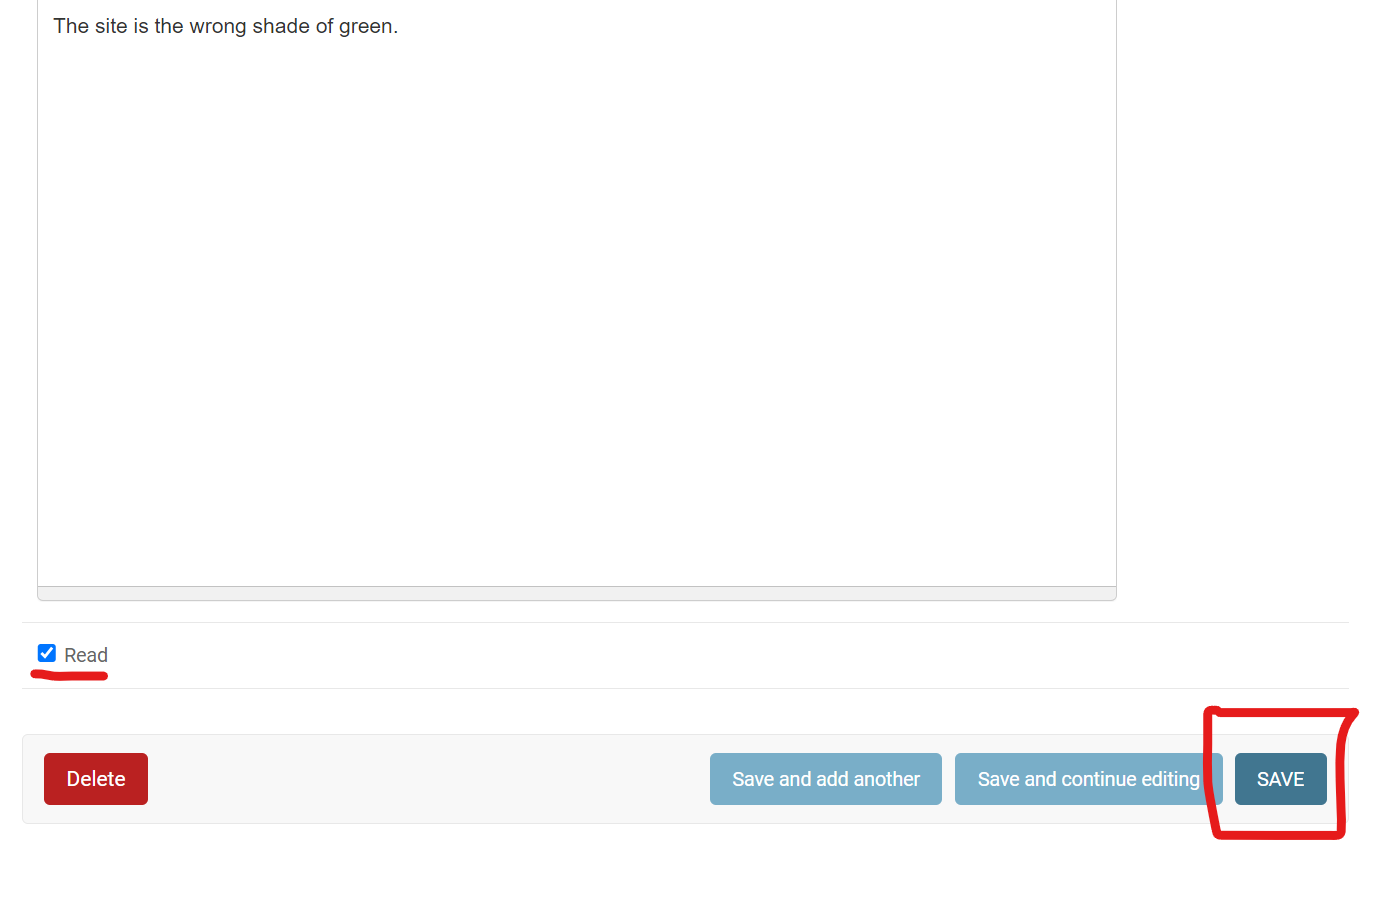 The site is the wrong shade of green.
Read
Delete
Save and add another
Save and continue editing
SAVE